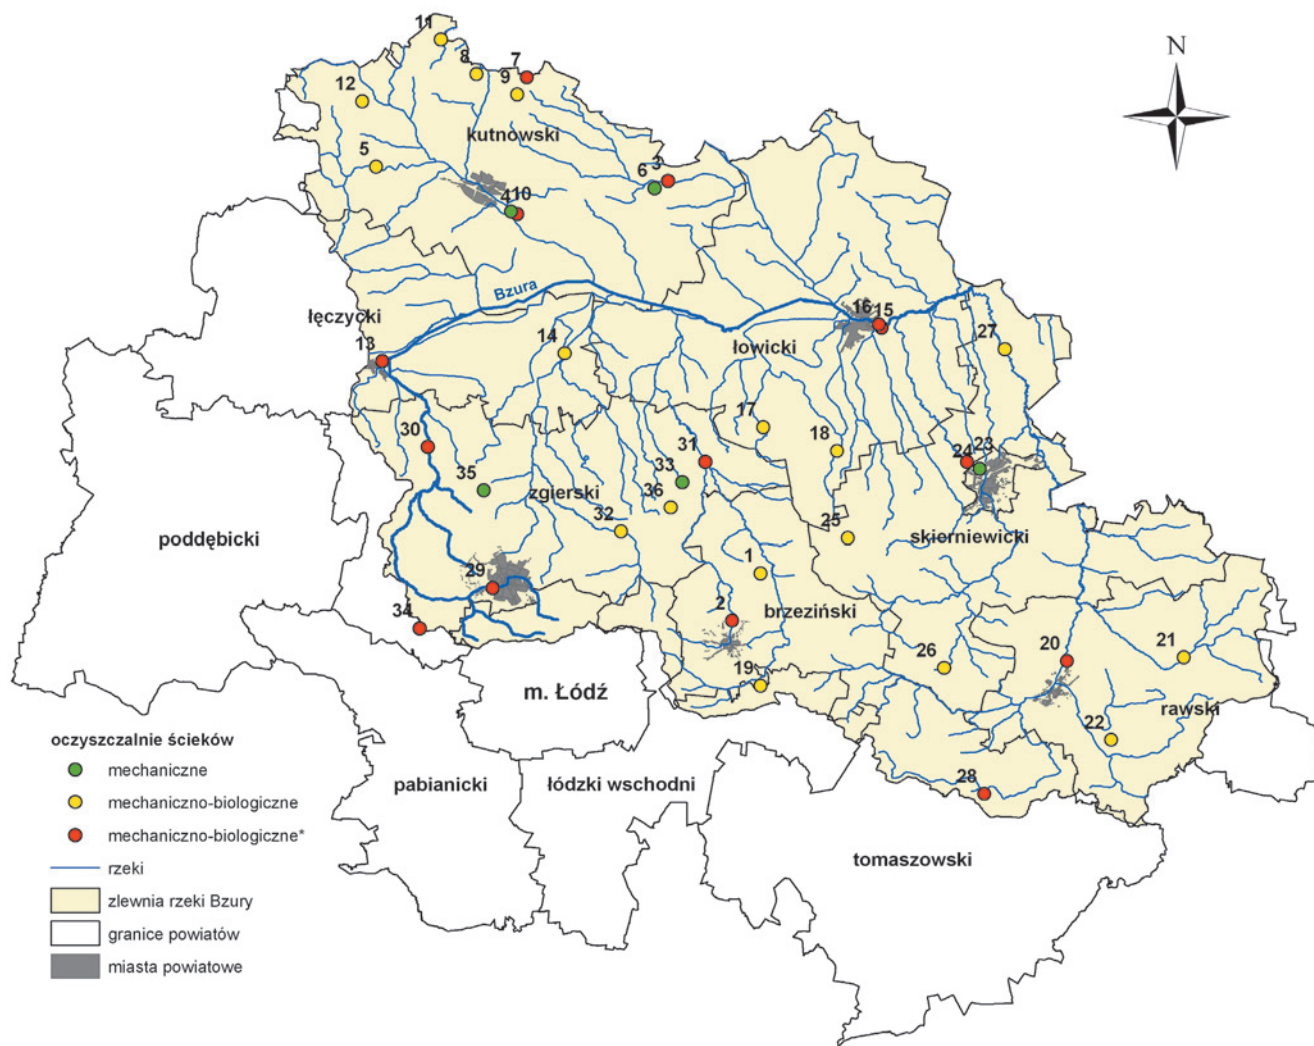 11
N
8
7
9
12
kutnowski
5
6
3
4
10
Bzura
łęczycki
16
15
14
łowicki
27
13
17
30
31
18
24
23
35
33
zgierski
36
32
25
skierniewicki
poddębicki
29
1
2
brzeziński
34
26
20
21
19
m. Łódź
rawski
22
oczyszczalnie ścieków
mechaniczne
mechaniczno-biologiczne
mechaniczno-biologiczne*
rzeki
zlewnia rzeki Bzury
granice powiatów
miasta powiatowe
pabianicki
łódzki wschodni
28
tomaszowski